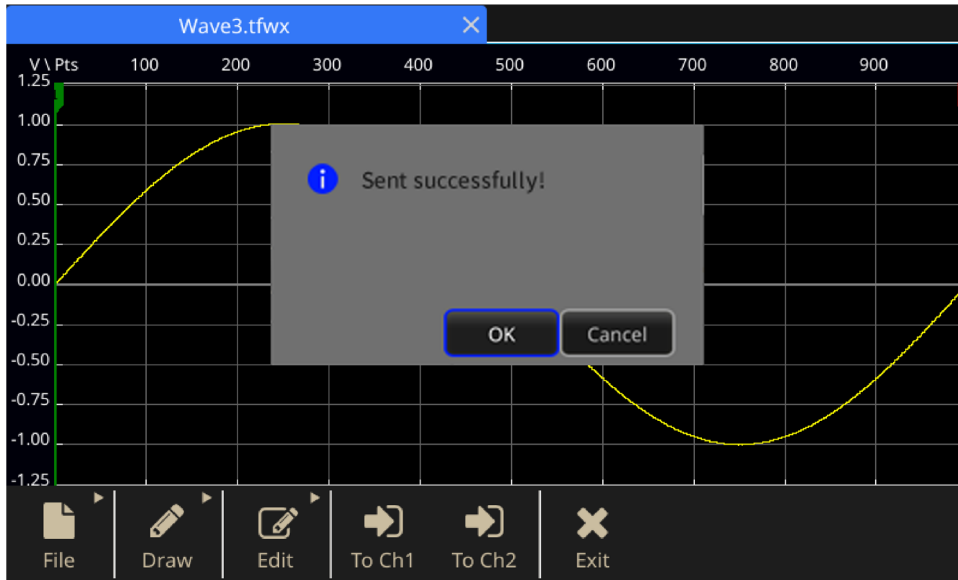 Wave3.tfwx
V \ Pts 100 200 300 400 500 600 700 800 900
1.25
1.00
0.75
0.50
0.25
0.00
-0.25
-0.50
-0.75
-1.00
-1.25
Sent successfully!
OK Cancel
File Draw Edit To Ch1 To Ch2 Exit